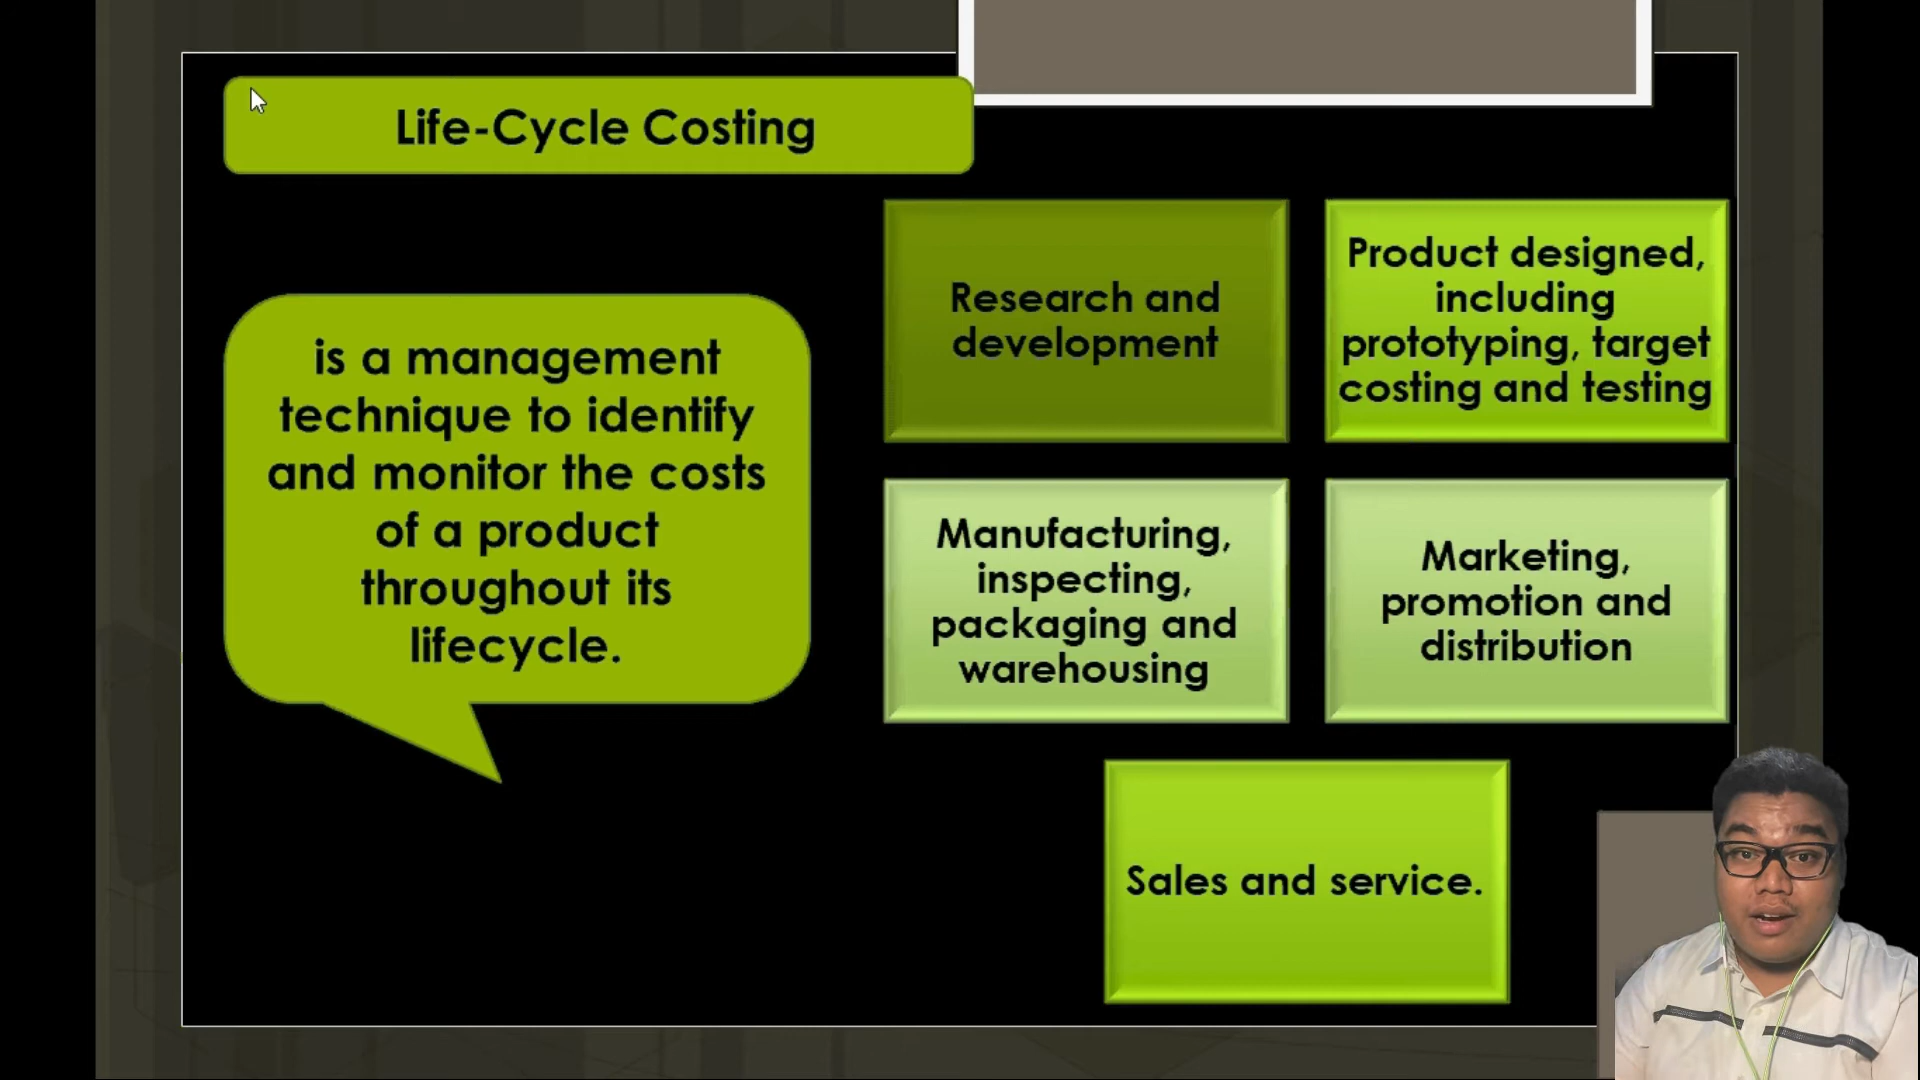 Life-Cycle Costing
is a management
technique to identify
and monitor the costs
of a product
throughout its
lifecycle.
Research and
development
Product designed,
including
prototyping, target
costing and testing
Manufacturing,
inspecting,
packaging and
warehousing
Marketing,
promotion and
distribution
Sales and service.